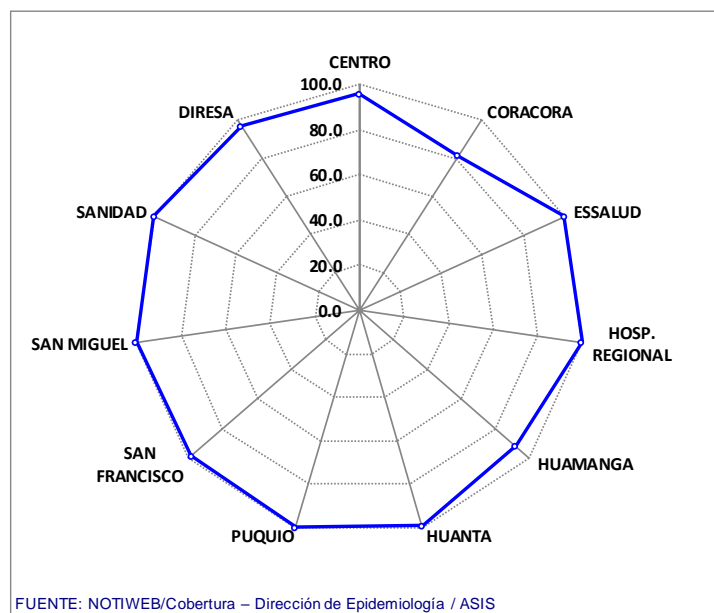 CENTRO
100.0
80.0
60.0
40.0
20.0
0.0
CORACORA
ESSALUD
HOSP.
REGIONAL
HUAMANGA
HUANTA
PUQUIO
SAN
FRANCISCO
SAN MIGUEL
SANIDAD
DIRESA
FUENTE: NOTIWEB/Cobertura – Dirección de Epidemiología / ASIS